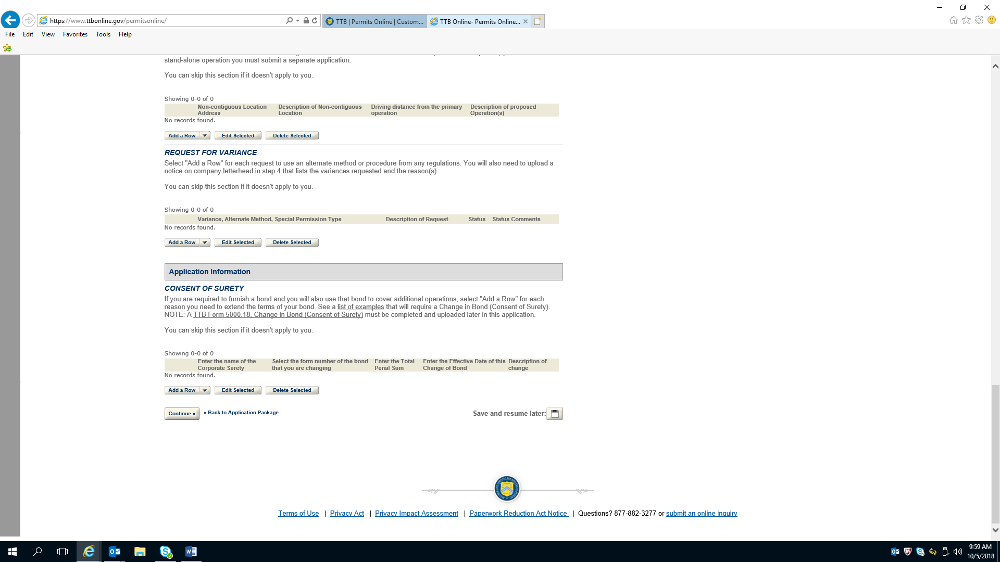 https://www.ttbonline.gov/permitsonline/
TTB | Permits Online | Custom...
TTB Online- Permits Online...
File Edit View Favorites Tools Help
stand-alone operation you must submit a separate application.
You can skip this section if it doesn't apply to you.
Showing 0-0 of 0
Non-contiguous Location Address
Description of Non-contiguous Location
Driving distance from the primary operation
Description of proposed Operation(s)
No records found.
Add a Row Edit Selected Delete Selected
REQUEST FOR VARIANCE
Select "Add a Row" for each request to use an alternate method or procedure from any regulations. You will also need to upload a
notice on company letterhead in step 4 that lists the variances requested and the reason(s).
You can skip this section if it doesn't apply to you.
Showing 0-0 of 0
Variance, Alternate Method, Special Permission Type Description of Request Status Status Comments
No records found.
Add a Row Edit Selected Delete Selected
Application Information
CONSENT OF SURETY
If you are required to furnish a bond and you will also use that bond to cover additional operations, select "Add a Row" for each
reason you need to extend the terms of your bond. See a list of examples that will require a Change in Bond (Consent of Surety).
NOTE: A TTB Form 5000.18, Change in Bond (Consent of Surety) must be completed and uploaded later in this application.
You can skip this section if it doesn't apply to you.
Showing 0-0 of 0
Enter the name of the Corporate Surety
Select the form number of the bond that you are changing
Enter the Total Penal Sum
Enter the Effective Date of this Change of Bond
Description of change
No records found.
Add a Row Edit Selected Delete Selected
Continue » « Back to Application Package Save and resume later:
Terms of Use | Privacy Act | Privacy Impact Assessment | Paperwork Reduction Act Notice | Questions? 877-882-3277 or submit an online inquiry
9:59 AM
10/5/2018